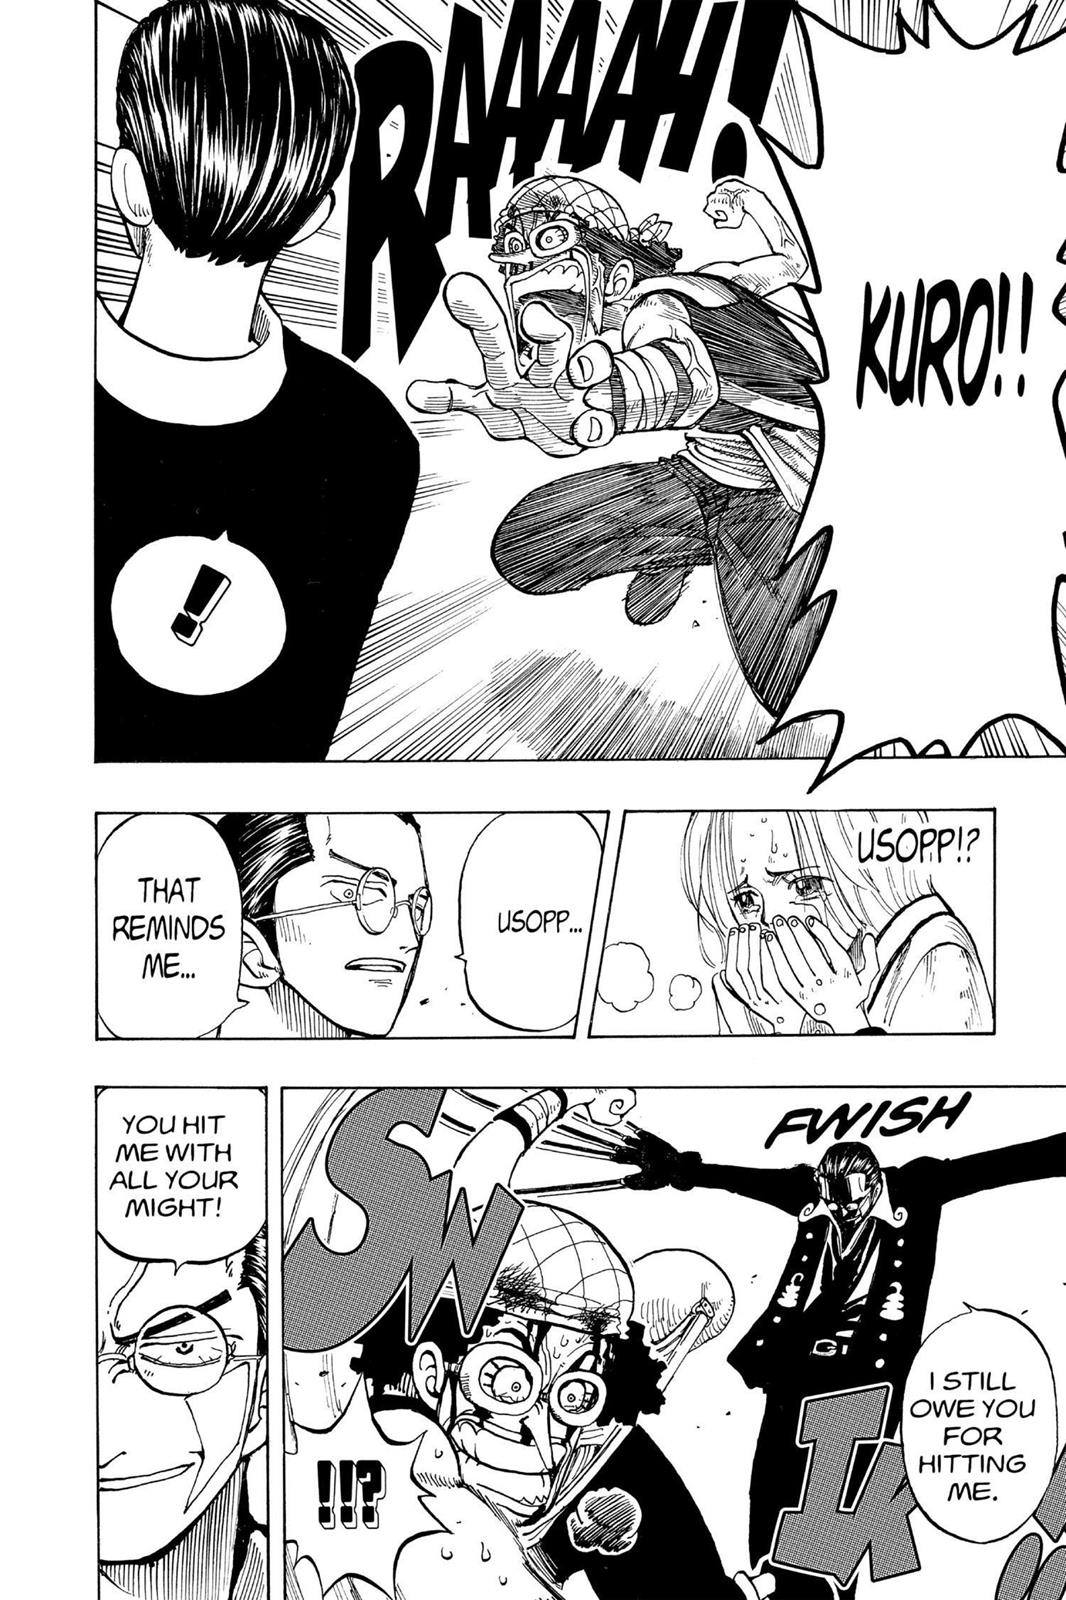 RAAAAH!
KURO!!
!
USOPP!?
USOPP...
THAT
REMINDS
ME...
FWISH
I STILL
OWE YOU
FOR
HITTING
ME.
SWIK!!
!!?
YOU HIT
ME WITH
ALL YOUR
MIGHT!